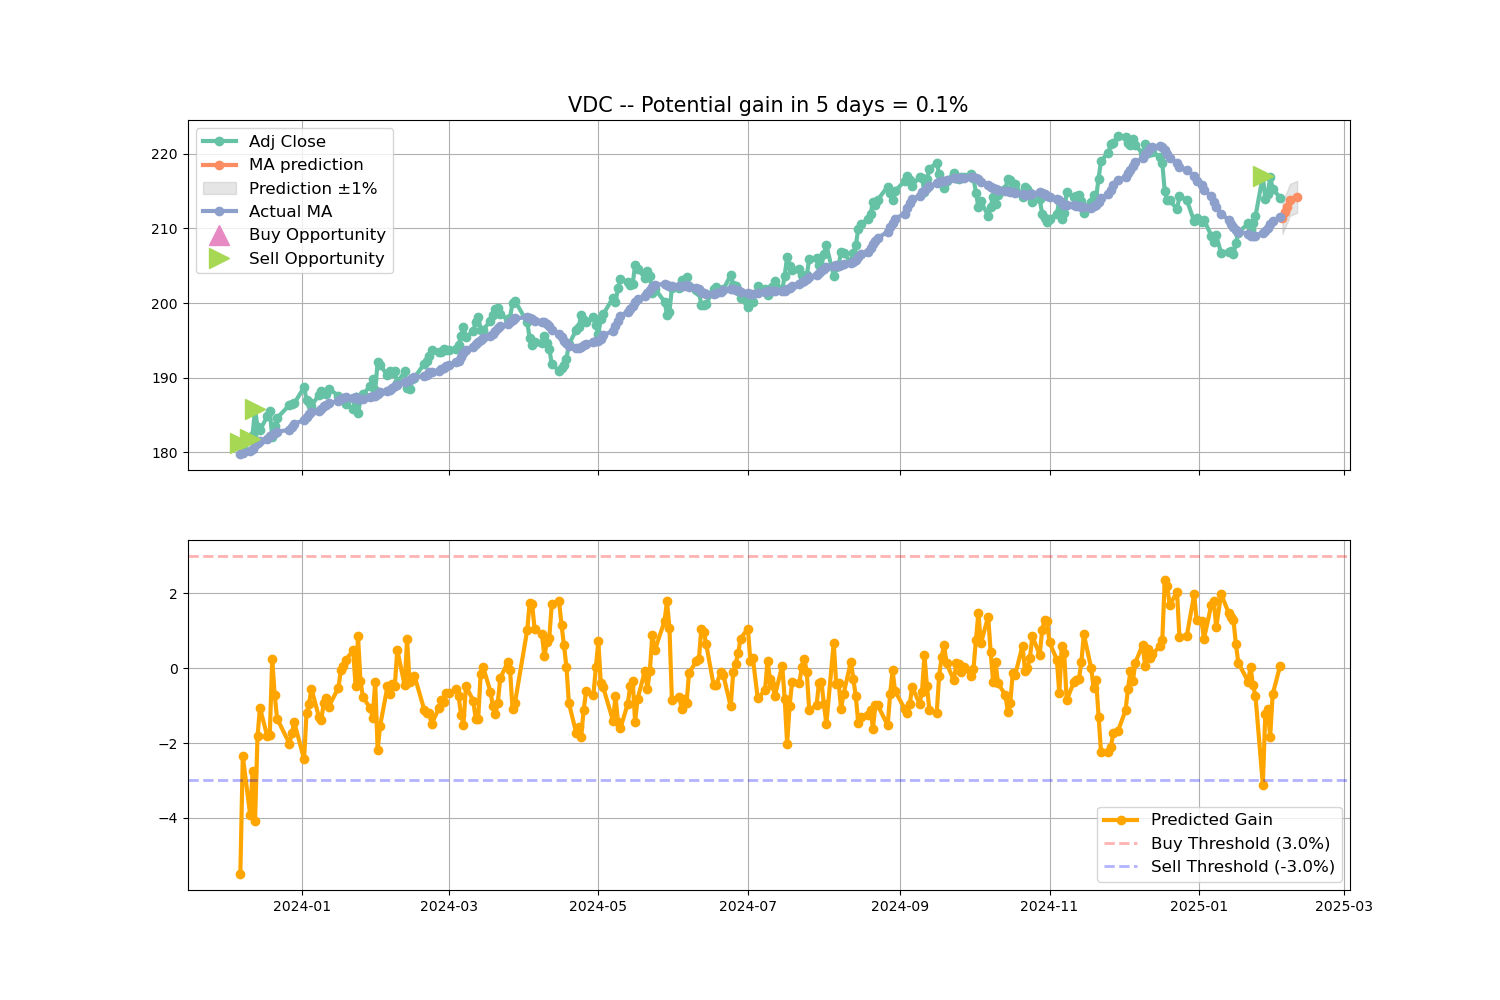 VDC -- Potential gain in 5 days = 0.1%
Adj Close
MA prediction
Prediction ±1%
Actual MA
Buy Opportunity
Sell Opportunity
220
210
200
190
180
2
0
−2
−4
Predicted Gain
Buy Threshold (3.0%)
Sell Threshold (-3.0%)
2024-01
2024-03
2024-05
2024-07
2024-09
2024-11
2025-01
2025-03